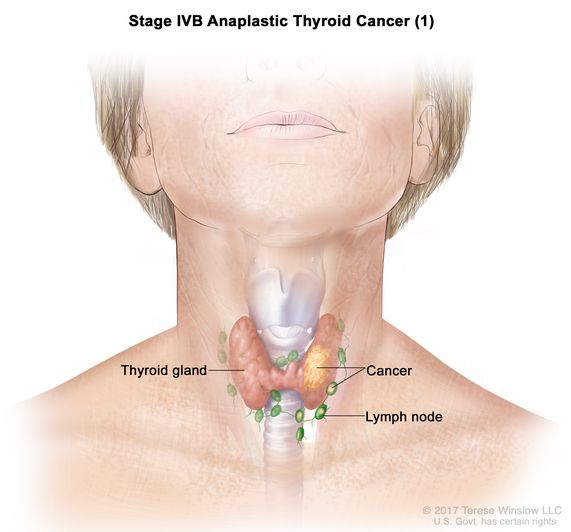 Stage IVB Anaplastic Thyroid Cancer (1)
Thyroid gland
Cancer
Lymph node
© 2017 Terese Winslow LLC
U.S. Govt. has certain rights